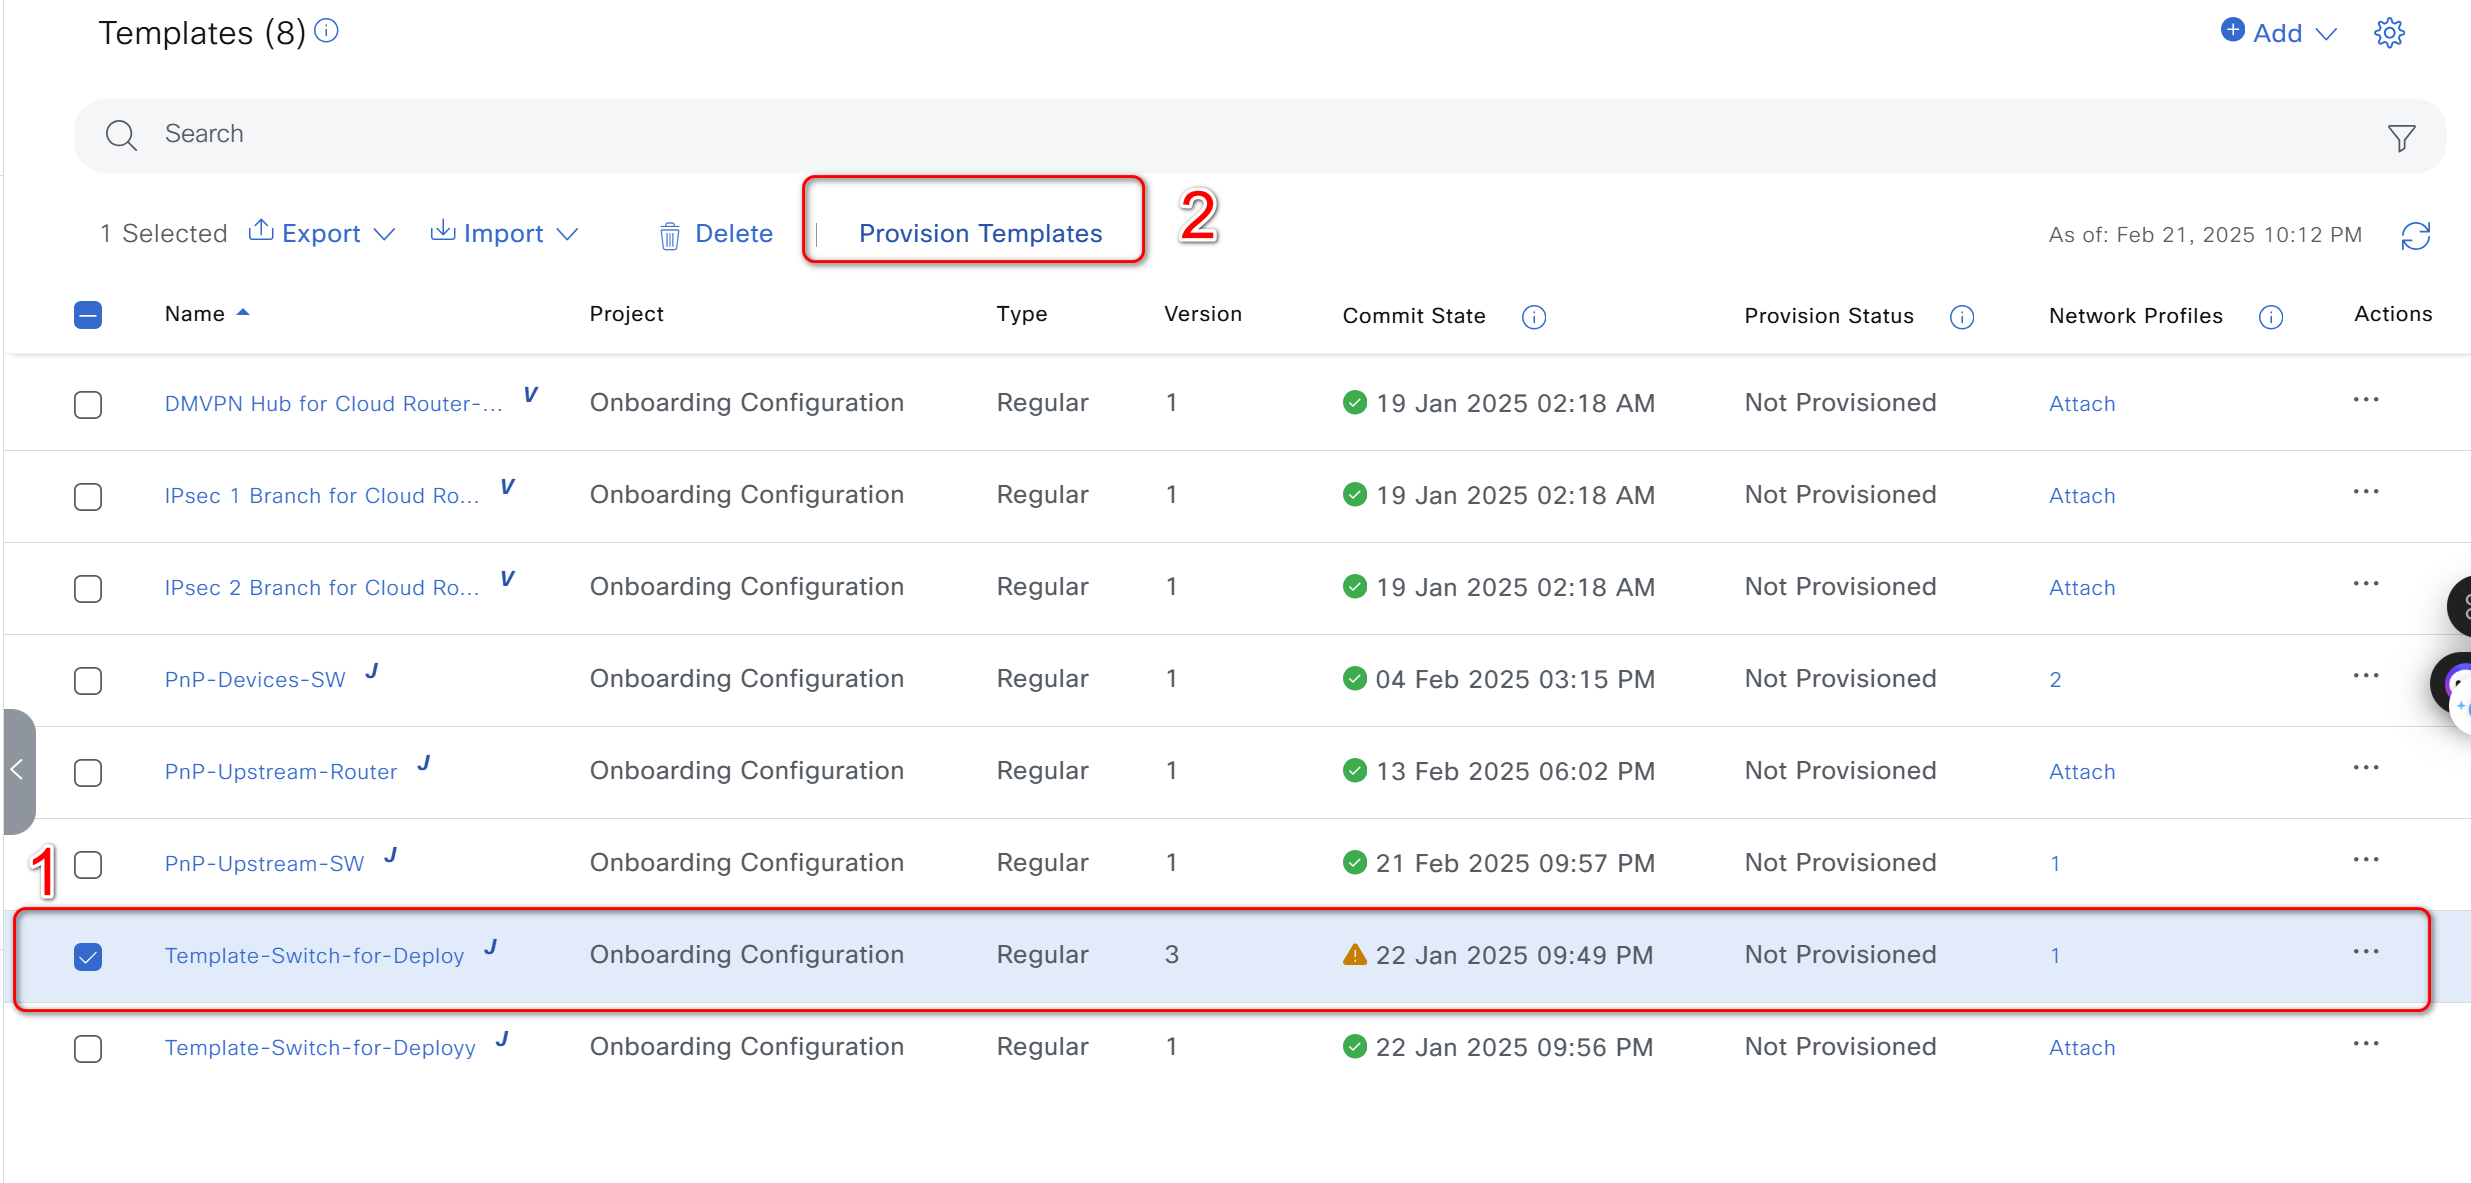 Templates (8)
Add
Search
1 Selected Export Import Delete | Provision Templates 2 As of: Feb 21, 2025 10:12 PM
Name Project Type Version Commit State Provision Status Network Profiles Actions
DMVPN Hub for Cloud Router-... V Onboarding Configuration Regular 1 19 Jan 2025 02:18 AM Not Provisioned Attach ...
IPsec 1 Branch for Cloud Ro... V Onboarding Configuration Regular 1 19 Jan 2025 02:18 AM Not Provisioned Attach ...
IPsec 2 Branch for Cloud Ro... V Onboarding Configuration Regular 1 19 Jan 2025 02:18 AM Not Provisioned Attach ...
PnP-Devices-SW J Onboarding Configuration Regular 1 04 Feb 2025 03:15 PM Not Provisioned 2 ...
PnP-Upstream-Router J Onboarding Configuration Regular 1 13 Feb 2025 06:02 PM Not Provisioned Attach ...
1 PnP-Upstream-SW J Onboarding Configuration Regular 1 21 Feb 2025 09:57 PM Not Provisioned 1 ...
Template-Switch-for-Deploy J Onboarding Configuration Regular 3 22 Jan 2025 09:49 PM Not Provisioned 1 ...
Template-Switch-for-Deployy J Onboarding Configuration Regular 1 22 Jan 2025 09:56 PM Not Provisioned Attach ...